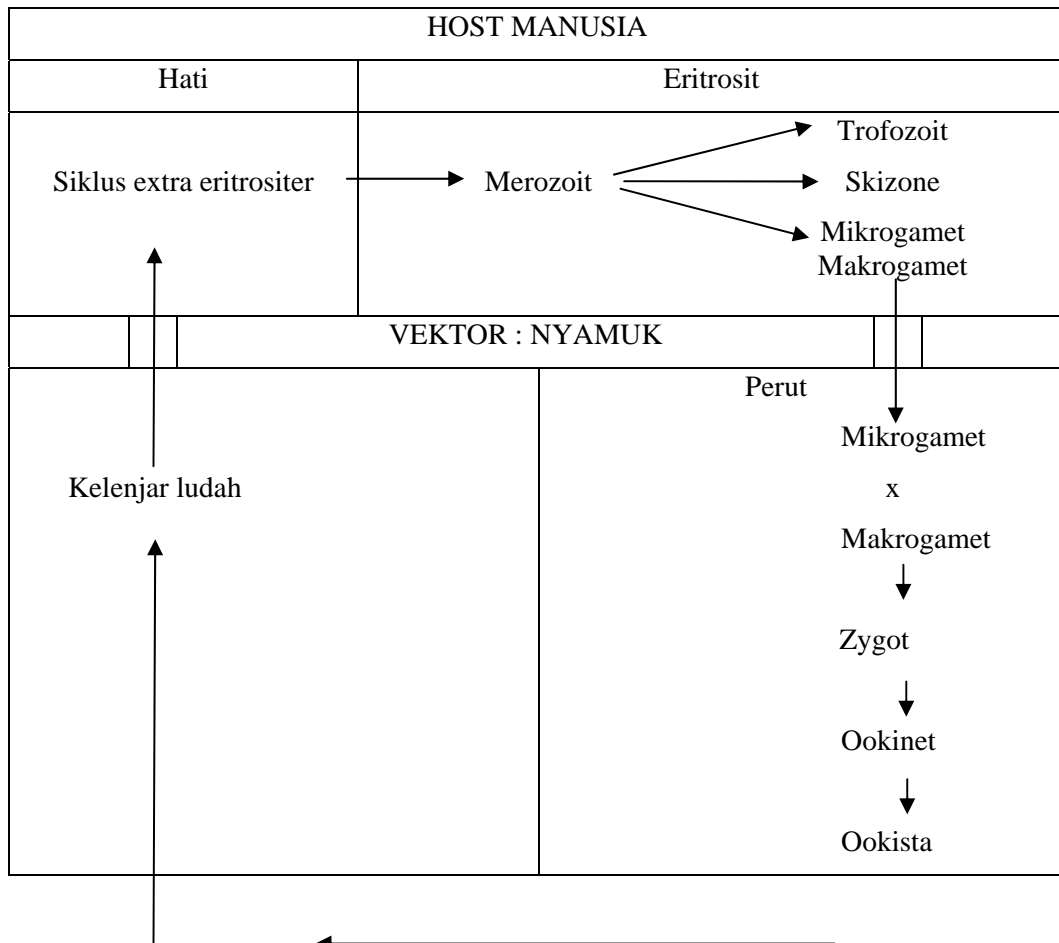 HOST MANUSIA
Hati
Eritrosit
Trofozoit
Siklus extra eritrositer
Merozoit
Skizone
Mikrogamet
Makrogamet
VEKTOR : NYAMUK
Perut
Mikrogamet
Kelenjar ludah
x
Makrogamet
Zygot
Ookinet
Ookista